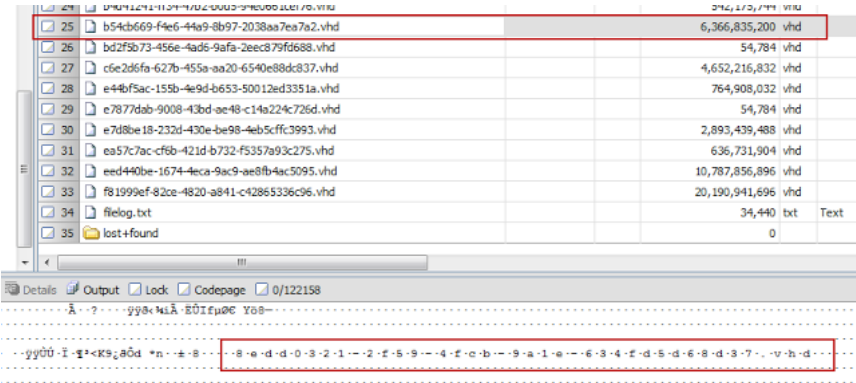 25 b54cb669-f4e6-44a9-8b97-2038aa7ea7a2.vhd 6,366,835,200 vhd
26 bd2f5b73-456e-4ad6-9afa-2eec879fd688.vhd 54,784 vhd
27 c6e2d6fa-627b-455a-aa20-6540e88dc837.vhd 4,652,216,832 vhd
28 e44bf5ac-155b-4e9d-b653-50012ed3351a.vhd 764,908,032 vhd
29 e7877dab-9008-43bd-ae48-c14a224c726d.vhd 54,784 vhd
30 e7d8be18-232d-430e-be98-4eb5cffc3993.vhd 2,893,439,488 vhd
31 ea57c7ac-cf6b-421d-b732-f5357a93c275.vhd 636,731,904 vhd
32 eed440be-1674-4eca-9ac9-ae8fb4ac5095.vhd 10,787,856,896 vhd
33 f81999ef-82ce-4820-a841-c42865336c96.vhd 20,190,941,696 vhd
34 filelog.txt 34,440 txt Text
35 lost+found 0
Details Output Lock Codepage 0/122158
8·e·d·d·0·3·2·1·-·2·f·5·9·-·4·f·c·b·-·9·a·1·e·-·6·3·4·f·d·5·d·6·8·d·3·7·.·v·h·d